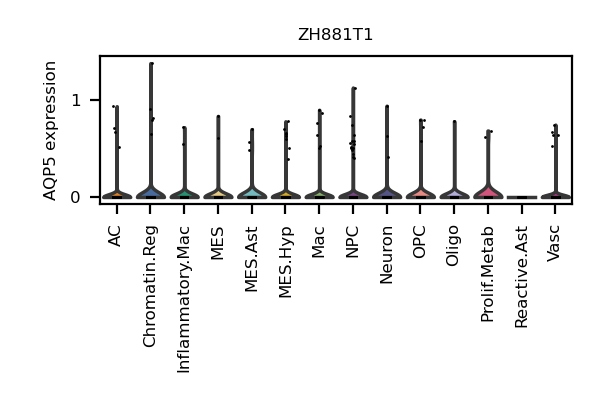 ZH881T1
AQP5 expression
1
0
AC
Chromatin.Reg
Inflammatory.Mac
MES
MES.Ast
MES.Hyp
Mac
NPC
Neuron
OPC
Oligo
Prolif.Metab
Reactive.Ast
Vasc